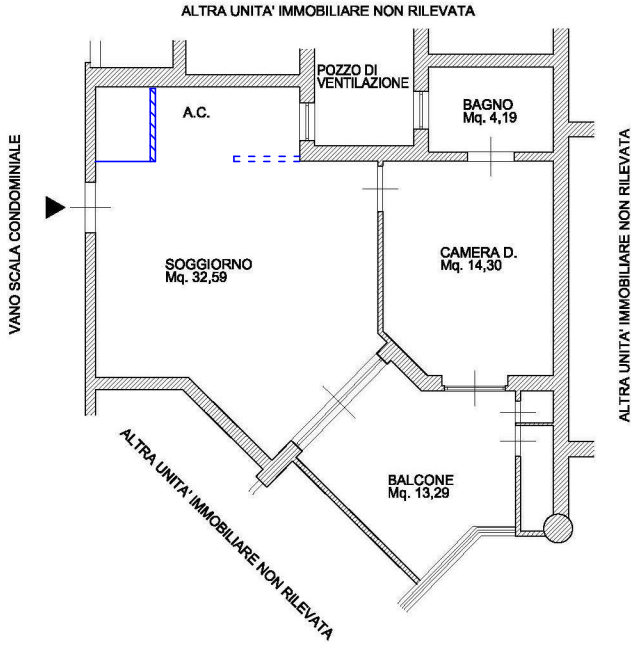 ALTRA UNITA' IMMOBILIARE NON RILEVATA
POZZO DI
VENTILAZIONE
A.C.
BAGNO
Mq. 4,19
VANO SCALA CONDOMINIALE
ALTRA UNITA' IMMOBILIARE NON RILEVATA
SOGGIORNO
Mq. 32,59
CAMERA D.
Mq. 14,30
ALTRA UNITA' IMMOBILIARE NON RILEVATA
BALCONE
Mq. 13,29